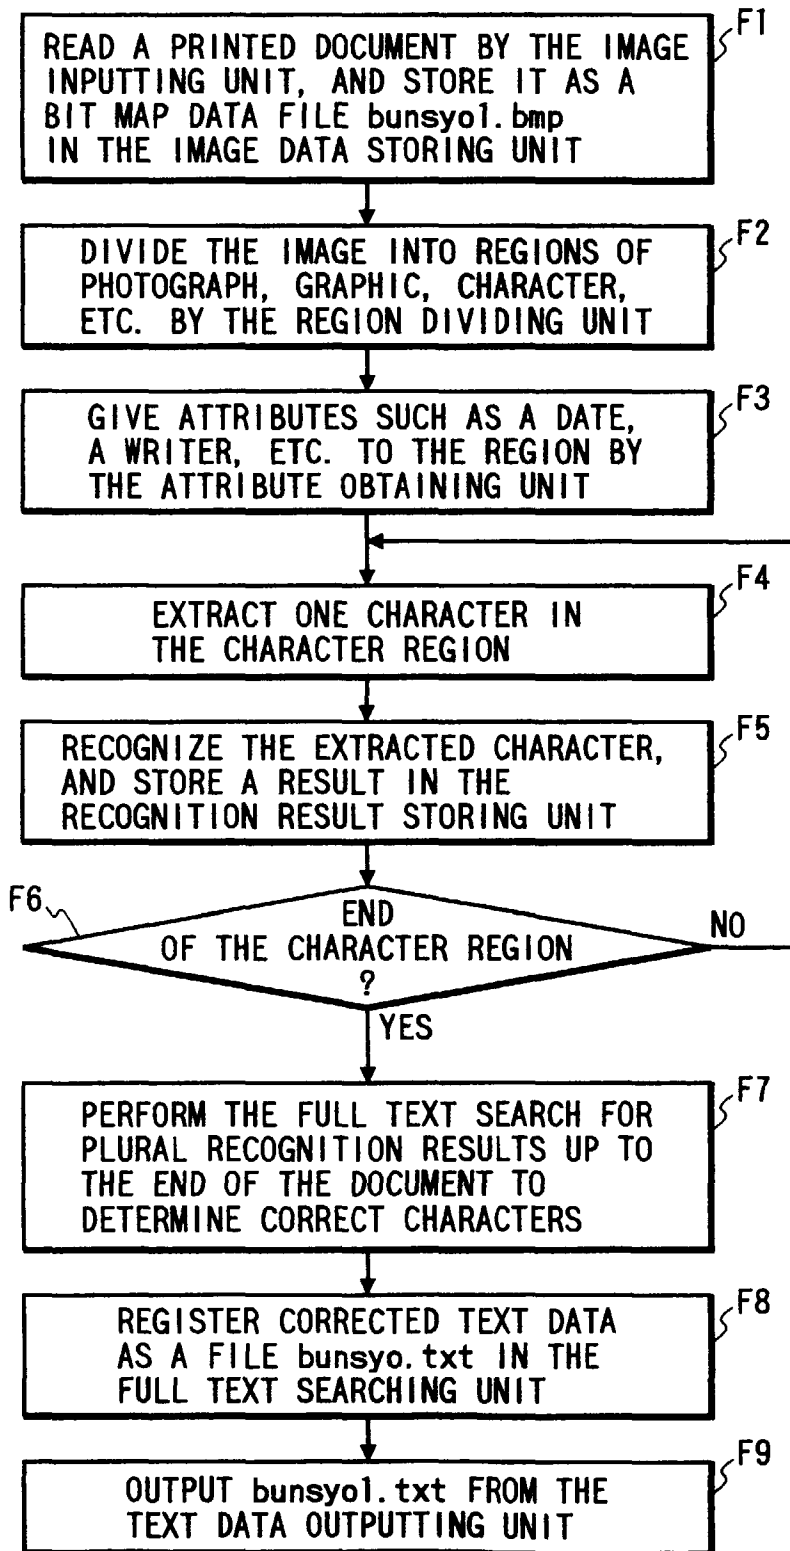 F1
READ A PRINTED DOCUMENT BY THE IMAGE
INPUTTING UNIT, AND STORE IT AS A
BIT MAP DATA FILE bunsyo1.bmp
IN THE IMAGE DATA STORING UNIT
F2
DIVIDE THE IMAGE INTO REGIONS OF
PHOTOGRAPH, GRAPHIC, CHARACTER,
ETC. BY THE REGION DIVIDING UNIT
F3
GIVE ATTRIBUTES SUCH AS A DATE,
A WRITER, ETC. TO THE REGION BY
THE ATTRIBUTE OBTAINING UNIT
F4
EXTRACT ONE CHARACTER IN
THE CHARACTER REGION
F5
RECOGNIZE THE EXTRACTED CHARACTER,
AND STORE A RESULT IN THE
RECOGNITION RESULT STORING UNIT
F6
END
OF THE CHARACTER REGION
?
NO
YES
F7
PERFORM THE FULL TEXT SEARCH FOR
PLURAL RECOGNITION RESULTS UP TO
THE END OF THE DOCUMENT TO
DETERMINE CORRECT CHARACTERS
F8
REGISTER CORRECTED TEXT DATA
AS A FILE bunsyo.txt IN THE
FULL TEXT SEARCHING UNIT
F9
OUTPUT bunsyo1.txt FROM THE
TEXT DATA OUTPUTTING UNIT